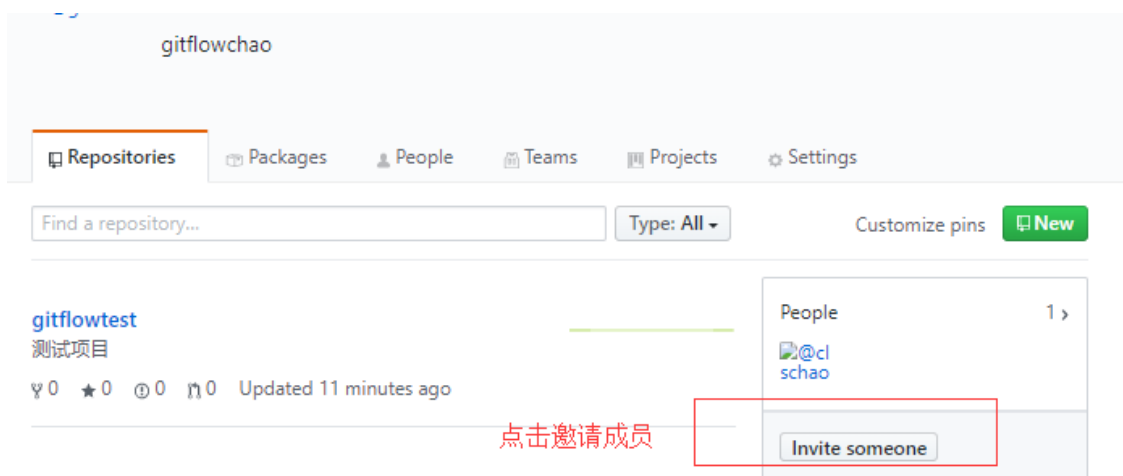 gitflowchao
Repositories Packages People Teams Projects Settings
Find a repository... Type: All Customize pins New
gitflowtest
测试项目
0 0 0 0 Updated 11 minutes ago
People 1
@cl
schao
点击邀请成员
Invite someone